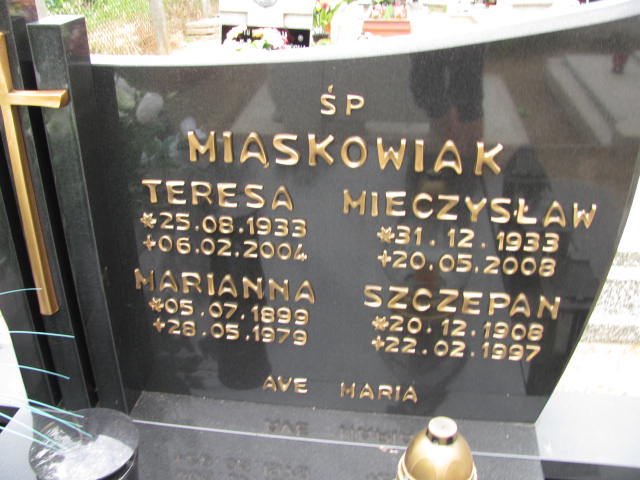 ŚP
MIASKOWIAK
TERESA
*25.08.1933
+06.02.2004
MIECZYSŁAW
*31.12.1933
+20.05.2008
MARIANNA
*05.07.1899
+28.05.1979
SZCZEPAN
*20.12.1908
+22.02.1997
AVE MARIA